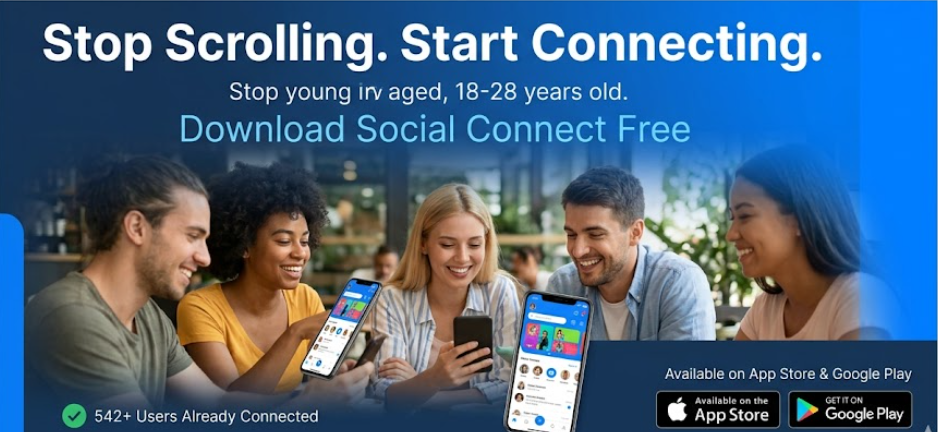 Stop Scrolling. Start Connecting.
Stop young irv aged, 18-28 years old.
Download Social Connect Free
542+ Users Already Connected
Available on App Store & Google Play
Available on the
App Store
GET IT ON
Google Play